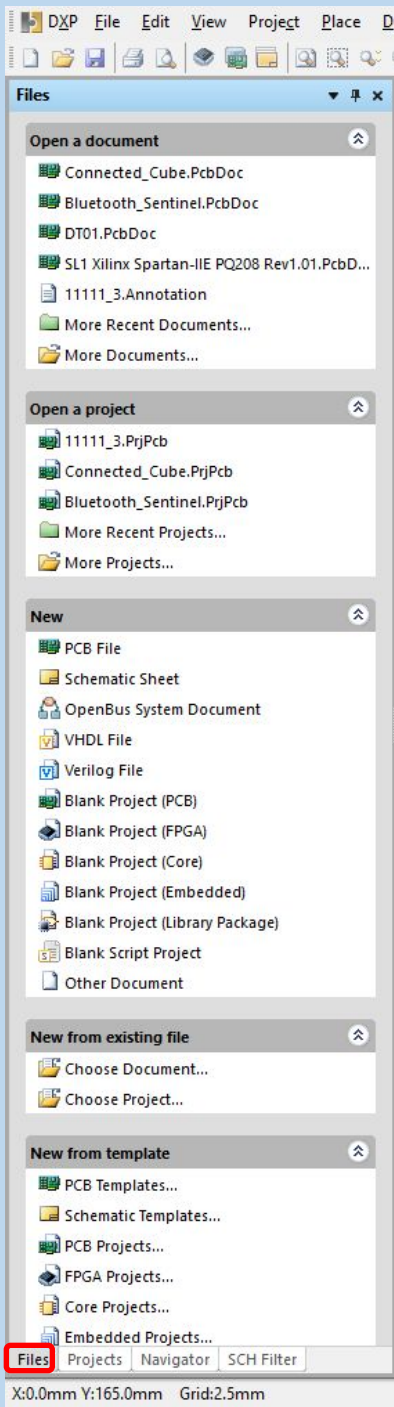 DXP File Edit View Project Place D
Files
Open a document
Connected_Cube.PcbDoc
Bluetooth_Sentinel.PcbDoc
DT01.PcbDoc
SL1 Xilinx Spartan-IIE PQ208 Rev1.01.PcbD...
11111_3.Annotation
More Recent Documents...
More Documents...
Open a project
11111_3.PrjPcb
Connected_Cube.PrjPcb
Bluetooth_Sentinel.PrjPcb
More Recent Projects...
More Projects...
New
PCB File
Schematic Sheet
OpenBus System Document
VHDL File
Verilog File
Blank Project (PCB)
Blank Project (FPGA)
Blank Project (Core)
Blank Project (Embedded)
Blank Project (Library Package)
Blank Script Project
Other Document
New from existing file
Choose Document...
Choose Project...
New from template
PCB Templates...
Schematic Templates...
PCB Projects...
FPGA Projects...
Core Projects...
Embedded Projects...
Files Projects Navigator SCH Filter
X:0.0mm Y:165.0mm Grid:2.5mm